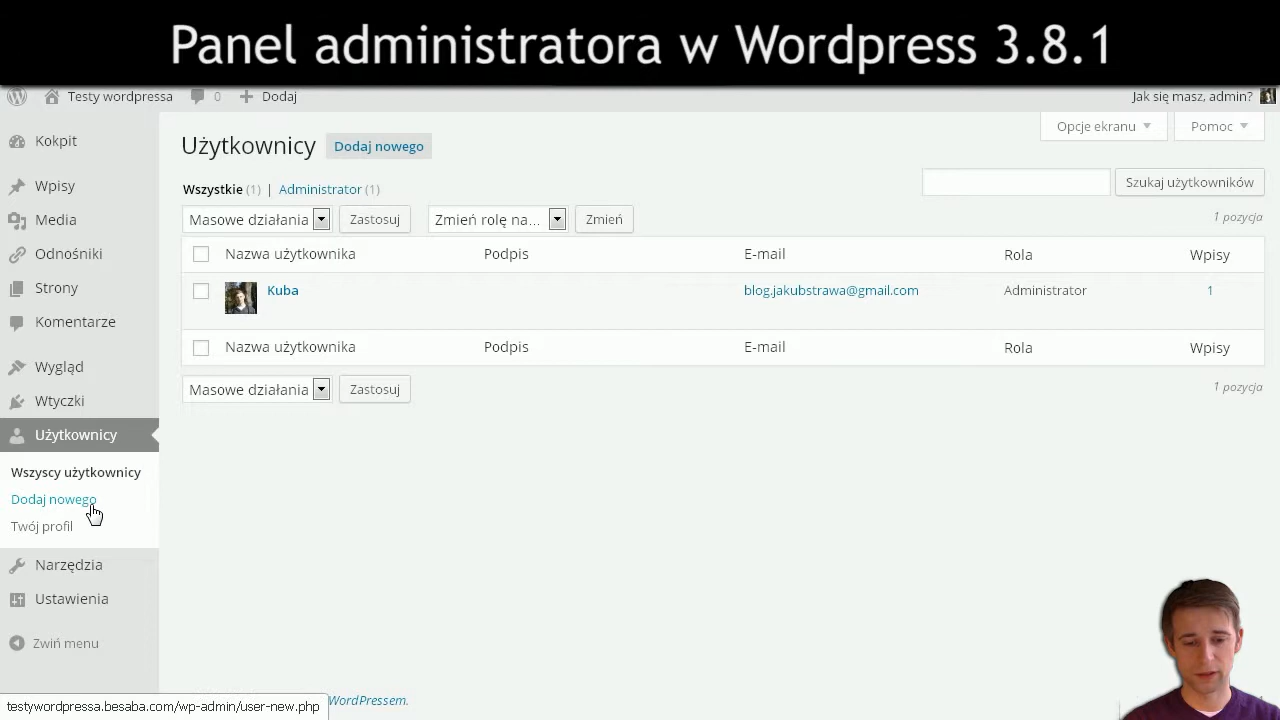 Panel administratora w Wordpress 3.8.1
Testy wordpressa 0 Dodaj Jak się masz, admin?
Opcje ekranu Pomoc
Kokpit
Wpisy
Media
Odnośniki
Strony
Komentarze
Wygląd
Wtyczki
Użytkownicy
Wszyscy użytkownicy
Dodaj nowego
Twój profil
Narzędzia
Ustawienia
Zwiń menu
Użytkownicy Dodaj nowego
Wszystkie (1) | Administrator (1)
Szukaj użytkowników
Masowe działania Zastosuj Zmień rolę na... Zmień
1 pozycja
Nazwa użytkownika Podpis E-mail Rola Wpisy
Kuba blog.jakubstrawa@gmail.com Administrator 1
Nazwa użytkownika Podpis E-mail Rola Wpisy
Masowe działania Zastosuj
1 pozycja
WordPressem.
testywordpressa.besaba.com/wp-admin/user-new.php